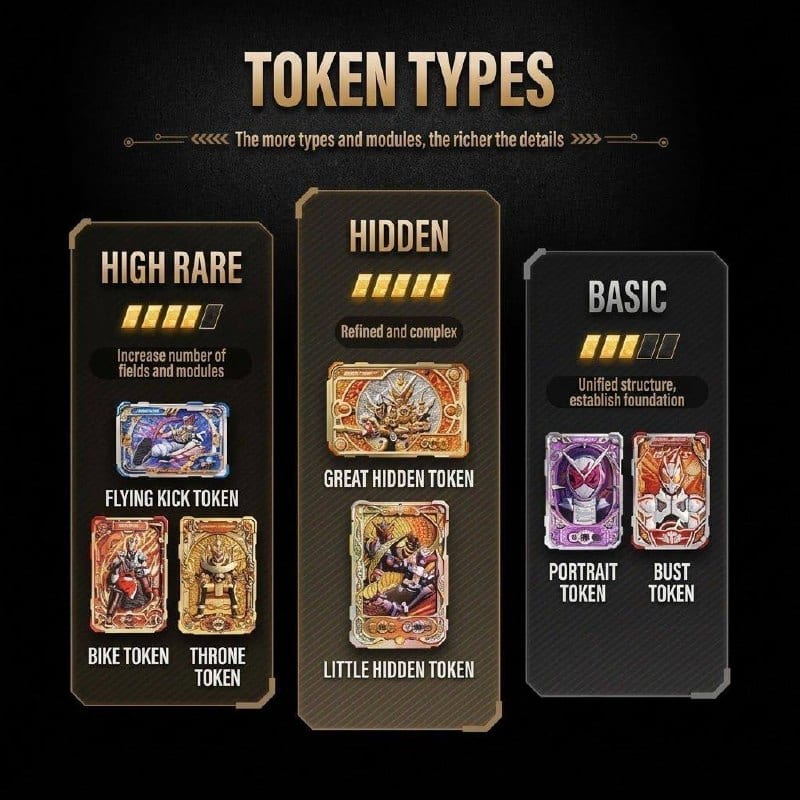 TOKEN TYPES
The more types and modules, the richer the details
HIGH RARE
Increase number of
fields and modules
FLYING KICK TOKEN
BIKE TOKEN
THRONE
TOKEN
HIDDEN
Refined and complex
GREAT HIDDEN TOKEN
LITTLE HIDDEN TOKEN
BASIC
Unified structure,
establish foundation
PORTRAIT
TOKEN
BUST
TOKEN